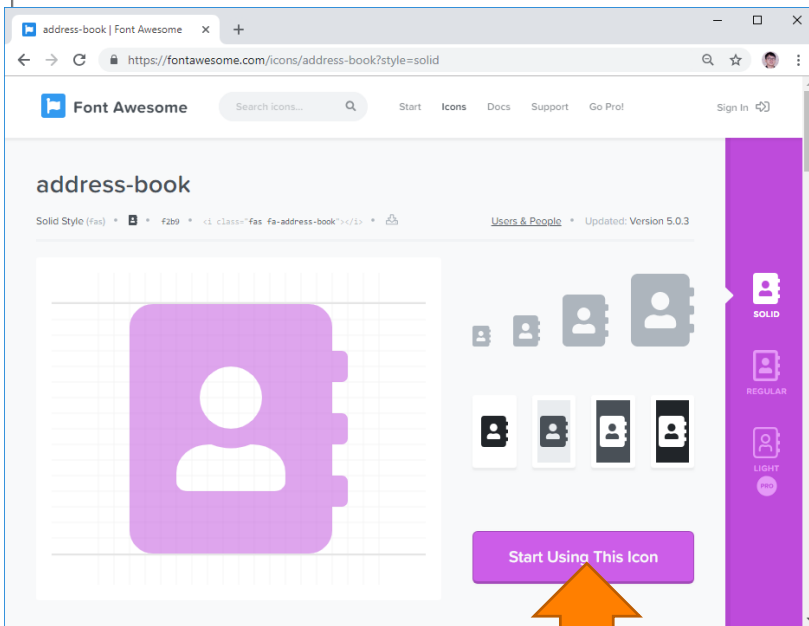 address-book | Font Awesome
https://fontawesome.com/icons/address-book?style=solid
Font Awesome
Search icons...
Start
Icons
Docs
Support
Go Pro!
Sign In
address-book
Solid Style (fas)
f2b9
<i class="fas fa-address-book"></i>
Users & People
Updated: Version 5.0.3
SOLID
REGULAR
LIGHT
PRO
Start Using This Icon